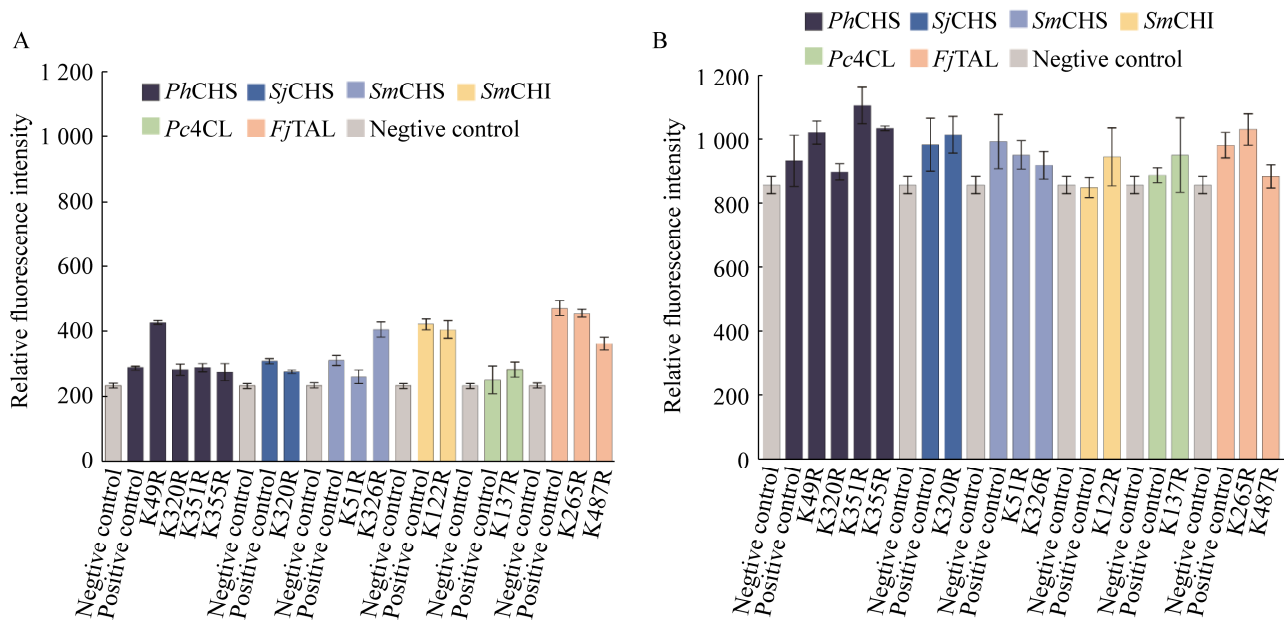 A
Relative fluorescence intensity
1 200
1 000
800
600
400
200
0
PhCHS SjCHS SmCHS SmCHI
Pc4CL FjTAL Negtive control
Negtive control
Positive control
K49R
K320R
K351R
K355R
Negtive control
Positive control
K320R
Negtive control
Positive control
K51R
K326R
Negtive control
Positive control
K122R
Negtive control
Positive control
K137R
Negtive control
Positive control
K265R
K487R
B
PhCHS SjCHS SmCHS SmCHI
Pc4CL FjTAL Negtive control
Relative fluorescence intensity
1 200
1 000
800
600
400
200
0
Negtive control
Positive control
K49R
K320R
K351R
K355R
Negtive control
Positive control
K320R
Negtive control
Positive control
K51R
K326R
Negtive control
Positive control
K122R
Negtive control
Positive control
K137R
Negtive control
Positive control
K265R
K487R